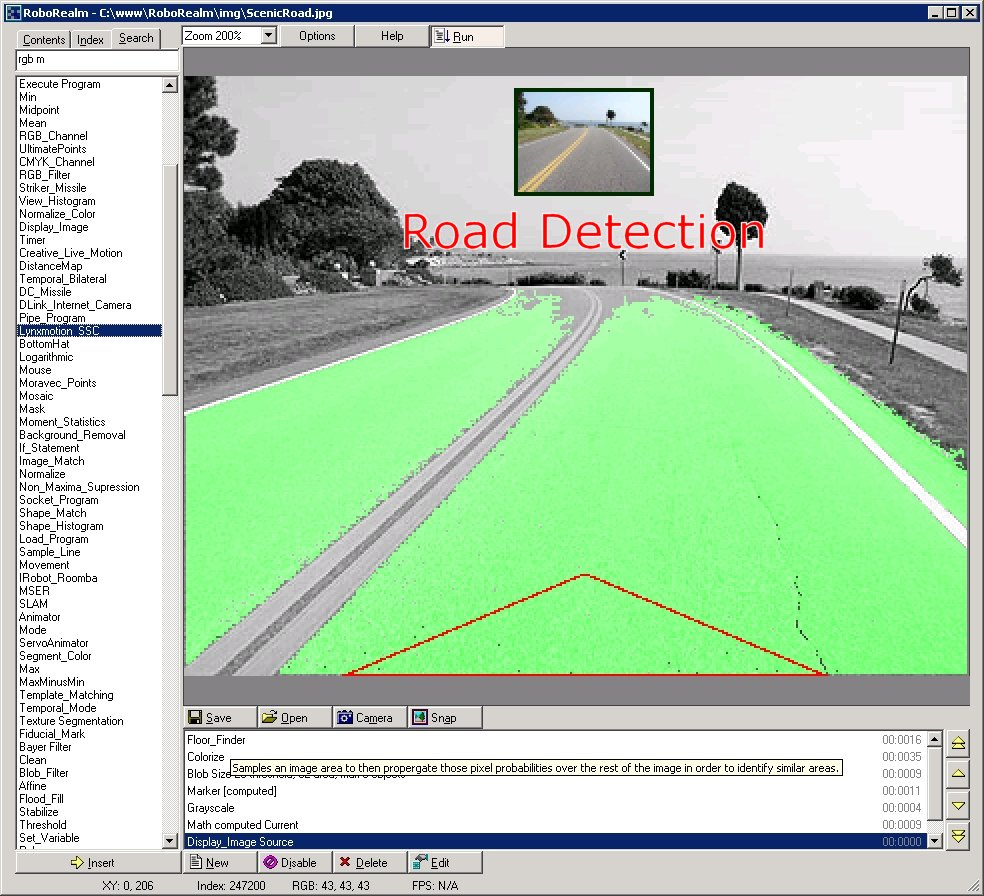 RoboRealm - C:\www\RoboRealm\img\ScenicRoad.jpg
Contents Index Search
Zoom 200% Options Help Run
rgb m
Execute Program
Min
Midpoint
Mean
RGB_Channel
UltimatePoints
CMYK_Channel
RGB_Filter
Striker_Missile
View_Histogram
Normalize_Color
Display_Image
Timer
Creative_Live_Motion
DistanceMap
Temporal_Bilateral
DC_Missile
DLink_Internet_Camera
Pipe_Program
Lynxmotion_SSC
BottomHat
Logarithmic
Mouse
Moravec_Points
Mosaic
Mask
Moment_Statistics
Background_Removal
If_Statement
Image_Match
Normalize
Non_Maxima_Supression
Socket_Program
Shape_Match
Shape_Histogram
Load_Program
Sample_Line
Movement
IRobot_Roomba
MSER
SLAM
Animator
Mode
ServoAnimator
Segment_Color
Max
MaxMinusMin
Template_Matching
Temporal_Mode
Texture Segmentation
Fiducial_Mark
Bayer Filter
Clean
Blob_Filter
Affine
Flood_Fill
Stabilize
Threshold
Set_Variable
Road Detection
Save Open Camera Snap
Floor_Finder 00:0016
Colorize 00:0035
Samples an image area to then propergate those pixel probabilities over the rest of the image in order to identify similar areas.
Blob Size 00:0009
Marker [computed] 00:0011
Grayscale 00:0004
Math computed Current 00:0009
Display_Image Source 00:0000
Insert New Disable Delete Edit
XY: 0, 206 Index: 247200 RGB: 43, 43, 43 FPS: N/A